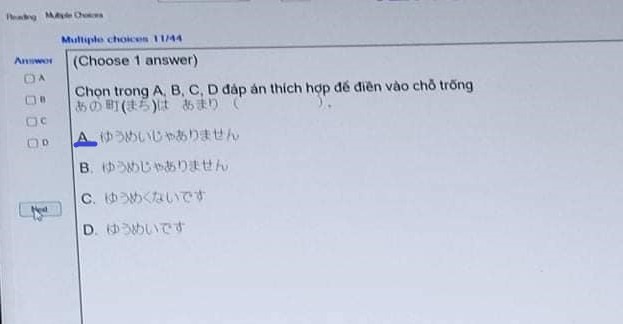 Reading Multiple Choices
Multiple choices 11/44
Answer
(Choose 1 answer)
A
B
C
D
Chọn trong A, B, C, D đáp án thích hợp để điền vào chỗ trống
あの町(まち)は　あまり　(　　　　　)．
A. ゆうめいじゃありません
B. ゆうめじゃありません
C. ゆうめくないです
D. ゆうめいです
Next